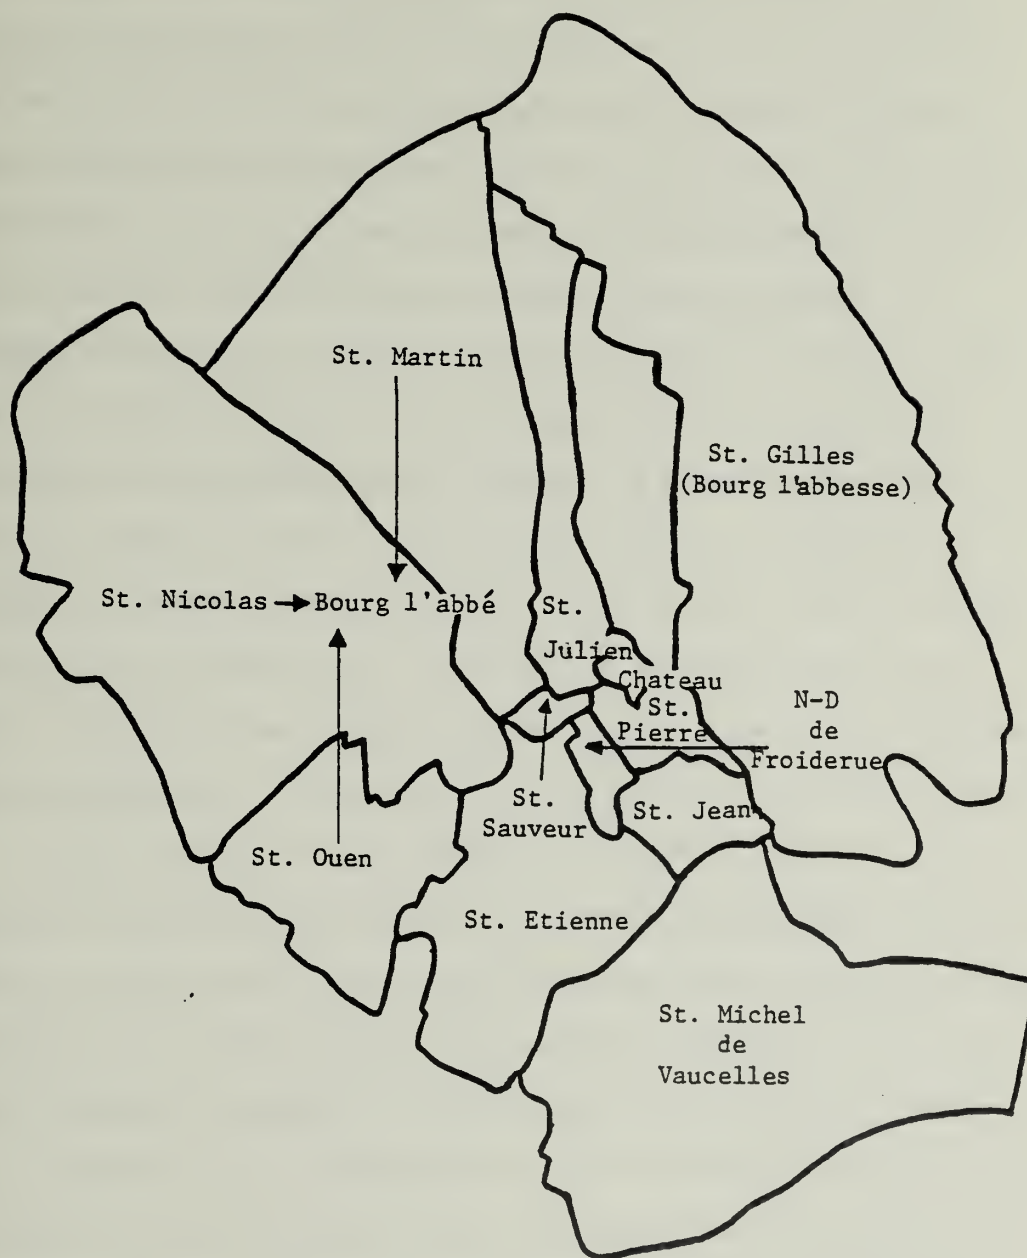 St. Martin
St. Gilles
(Bourg l'abbesse)
St. Nicolas
Bourg l'abbé
St.
Julien
Chateau
St.
Pierre
N-D
de
Froiderue
St.
Sauveur
St. Jean
St. Ouen
St. Etienne
St. Michel
de
Vaucelles